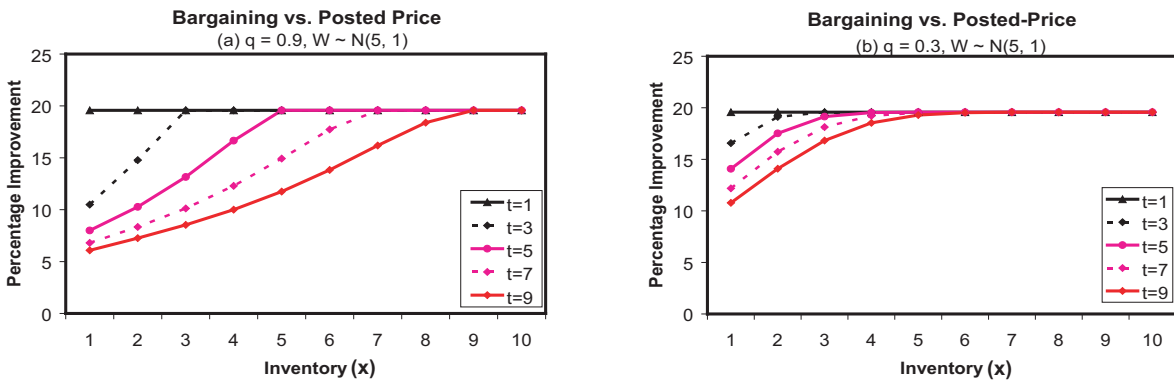 Bargaining vs. Posted Price
(a) q = 0.9, W ~ N(5, 1)
Percentage Improvement
25
20
15
10
5
0
1 2 3 4 5 6 7 8 9 10
Inventory (x)
t=1
t=3
t=5
t=7
t=9
Bargaining vs. Posted-Price
(b) q = 0.3, W ~ N(5, 1)
Percentage Improvement
25
20
15
10
5
0
1 2 3 4 5 6 7 8 9 10
Inventory (x)
t=1
t=3
t=5
t=7
t=9